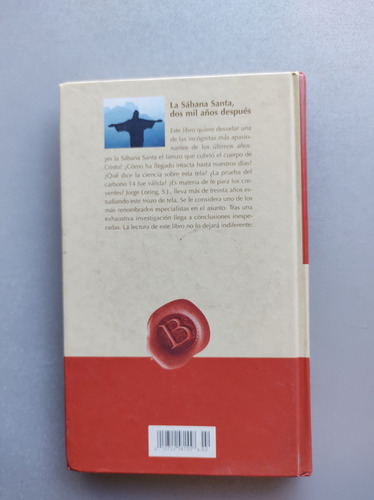 La Sábana Santa,
dos mil años después
Este libro quiere desvelar una
de las incógnitas más apasio-
nantes de los últimos años:
¿es la Sábana Santa el lienzo que cubrió el cuerpo de
Cristo? ¿Cómo ha llegado intacta hasta nuestros días?
¿Qué dice la ciencia sobre esta tela? ¿La prueba del
carbono 14 fue válida? ¿Es materia de fe para los cre-
yentes? Jorge Loring, S.J., lleva más de treinta años es-
tudiando este trozo de tela. Se le considera uno de los
más renombrados especialistas en el asunto. Tras una
exhaustiva investigación llega a conclusiones inespe-
radas. La lectura de este libro no lo dejará indiferente.
B